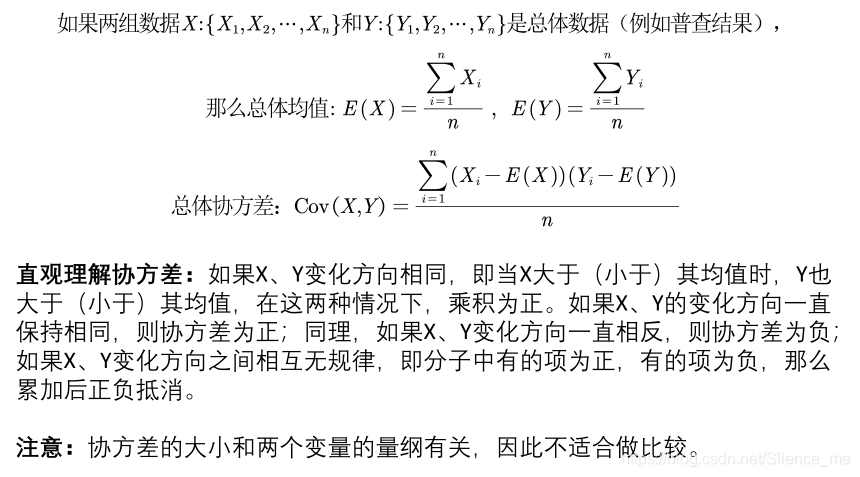 如果两组数据X:{X₁,X₂,⋯,Xₙ}和Y:{Y₁,Y₂,⋯,Yₙ}是总体数据（例如普查结果），
那么总体均值: E(X) = \frac{\sum_{i=1}^{n} X_i}{n} , E(Y) = \frac{\sum_{i=1}^{n} Y_i}{n}
总体协方差：Cov(X,Y) = \frac{\sum_{i=1}^{n} (X_i-E(X))(Y_i-E(Y))}{n}
直观理解协方差：如果X、Y变化方向相同，即当X大于（小于）其均值时，Y也
大于（小于）其均值，在这两种情况下，乘积为正。如果X、Y的变化方向一直
保持相同，则协方差为正；同理，如果X、Y变化方向一直相反，则协方差为负；
如果X、Y变化方向之间相互无规律，即分子中有的项为正，有的项为负，那么
累加后正负抵消。
注意：协方差的大小和两个变量的量纲有关，因此不适合做比较。
https://blog.csdn.net/Slience_me